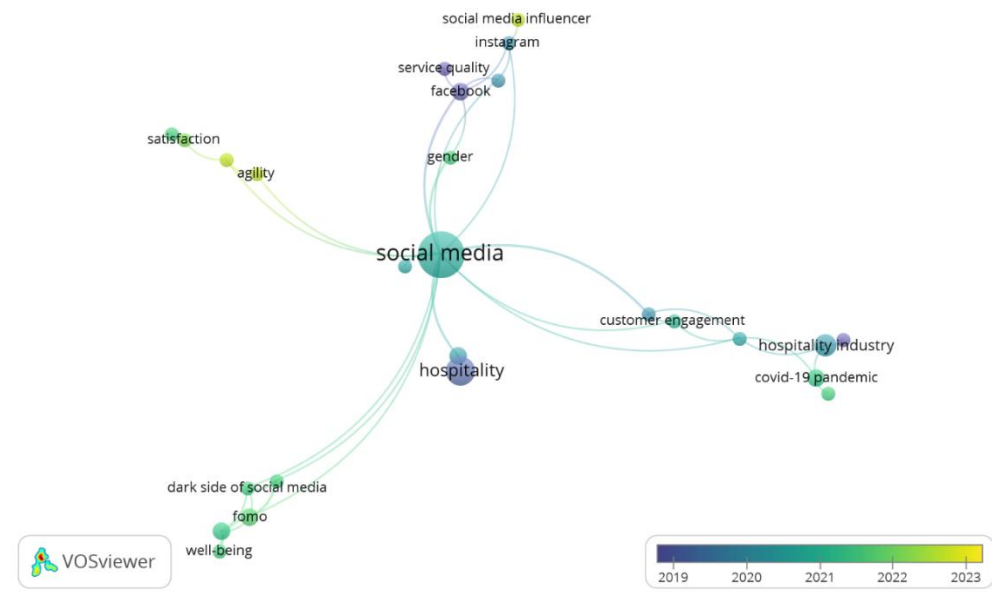 social media influencer
instagram
service quality
facebook
satisfaction
gender
agility
social media
customer engagement
hospitality industry
hospitality
covid-19 pandemic
dark side of social media
fomo
well-being
VOSviewer
2019 2020 2021 2022 2023